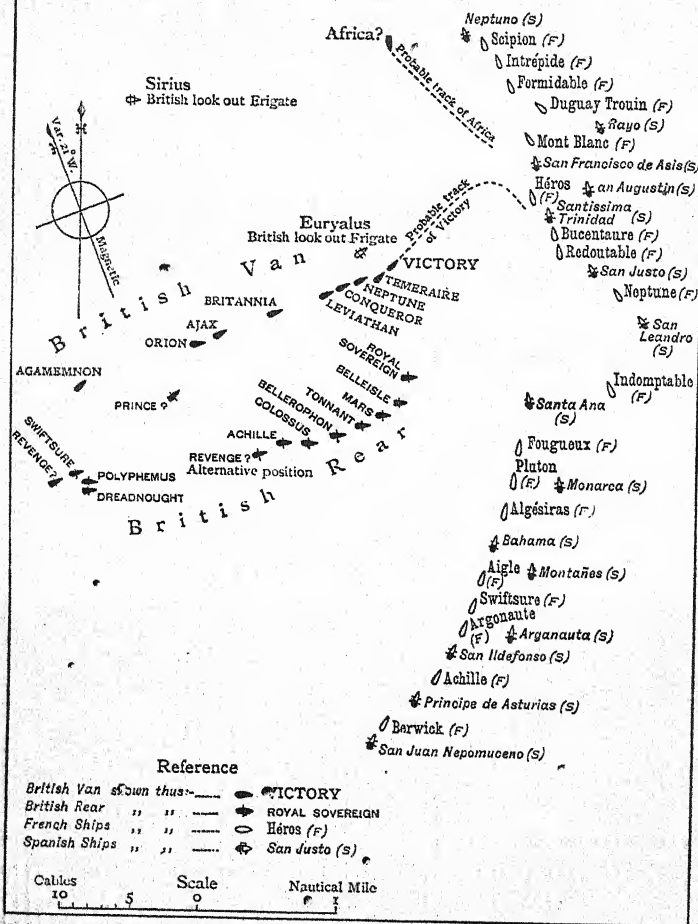 Neptuno (S)
Africa?
Scipion (F)
Intrépide (F)
Probable track of Africa
Formidable (F)
Sirius
British look out Frigate
Duguay Trouin (F)
Rayo (S)
Var. 21° W.
Magnetic
Mont Blanc (F)
San Francisco de Asis (S)
Héros
(F)
an Augustin (S)
Santissima
Trinidad (S)
Probable track
of Victory
Euryalus
British look out Frigate
Bucentaure (F)
Redoutable (F)
British Van
VICTORY
San Justo (S)
TEMERAIRE
NEPTUNE
CONQUEROR
LEVIATHAN
Neptune (F)
BRITANNIA
AJAX
ORION
San
Leandro
(S)
ROYAL
SOVEREIGN
AGAMEMNON
BELLEISLE
Indomptable
(F)
PRINCE ?
MARS
Santa Ana
(S)
TONNANT
BELLEROPHON
COLOSSUS
ACHILLE
Fougueux (F)
SWIFTSURE
REVENGE ?
REVENGE ?
Alternative position
British Rear
Pluton
(F)
Monarca (S)
POLYPHEMUS
DREADNOUGHT
Algésiras (F)
Bahama (S)
Aigle
(F)
Montañes (S)
Swiftsure (F)
Argonaute
(F)
Arganauta (S)
San Ildefonso (S)
Achille (F)
Principe de Asturias (S)
Berwick (F)
San Juan Nepomuceno (S)
Reference
British Van shown thus:- VICTORY
British Rear " " ROYAL SOVEREIGN
French Ships " " Héros (F)
Spanish Ships " " San Justo (S)
Cables Scale Nautical Mile
10 5 0 1